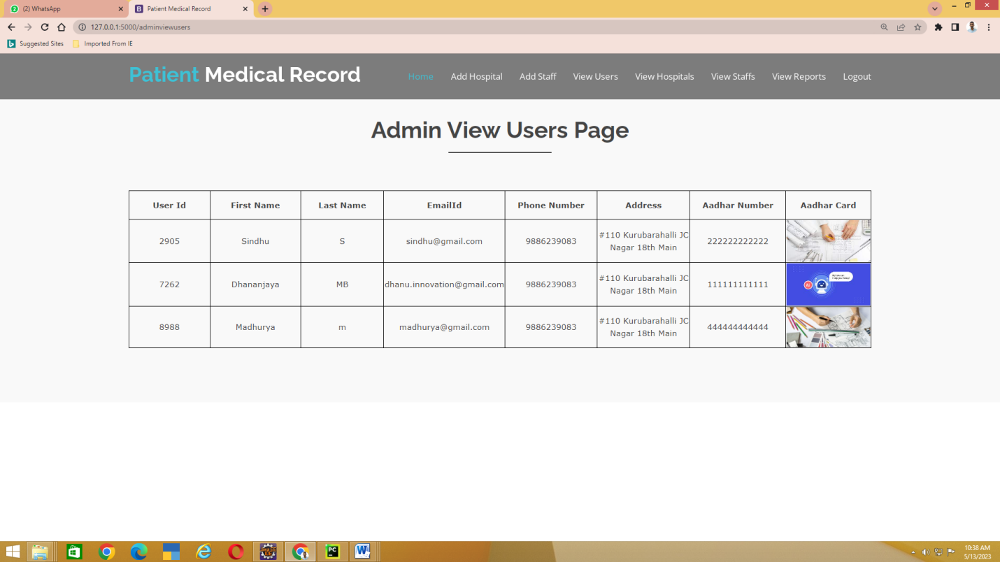 (2) WhatsApp
Patient Medical Record
127.0.0.1:5000/adminviewusers
Suggested Sites
Imported From IE
Patient Medical Record
Home Add Hospital Add Staff View Users View Hospitals View Staffs View Reports Logout
Admin View Users Page
User Id First Name Last Name EmailId Phone Number Address Aadhar Number Aadhar Card
2905 Sindhu S sindhu@gmail.com 9886239083 #110 Kurubarahalli JC Nagar 18th Main 222222222222
7262 Dhananjaya MB dhanu.innovation@gmail.com 9886239083 #110 Kurubarahalli JC Nagar 18th Main 111111111111
AI
8988 Madhurya m madhurya@gmail.com 9886239083 #110 Kurubarahalli JC Nagar 18th Main 444444444444
10:38 AM
5/13/2023